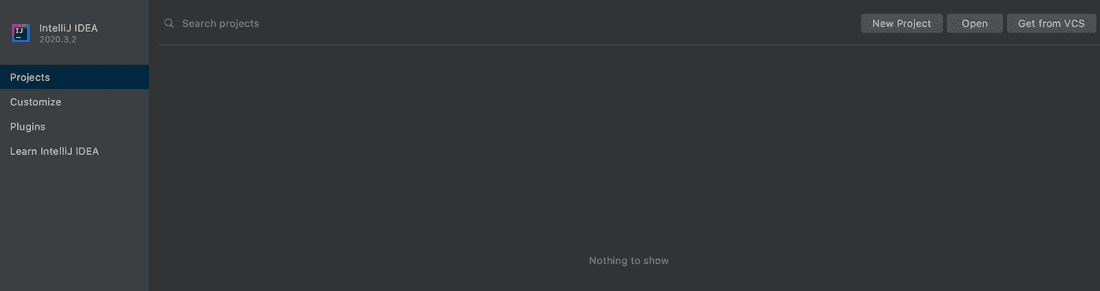 IJ
IntelliJ IDEA
2020.3.2
Search projects
New Project
Open
Get from VCS
Projects
Customize
Plugins
Learn IntelliJ IDEA
Nothing to show